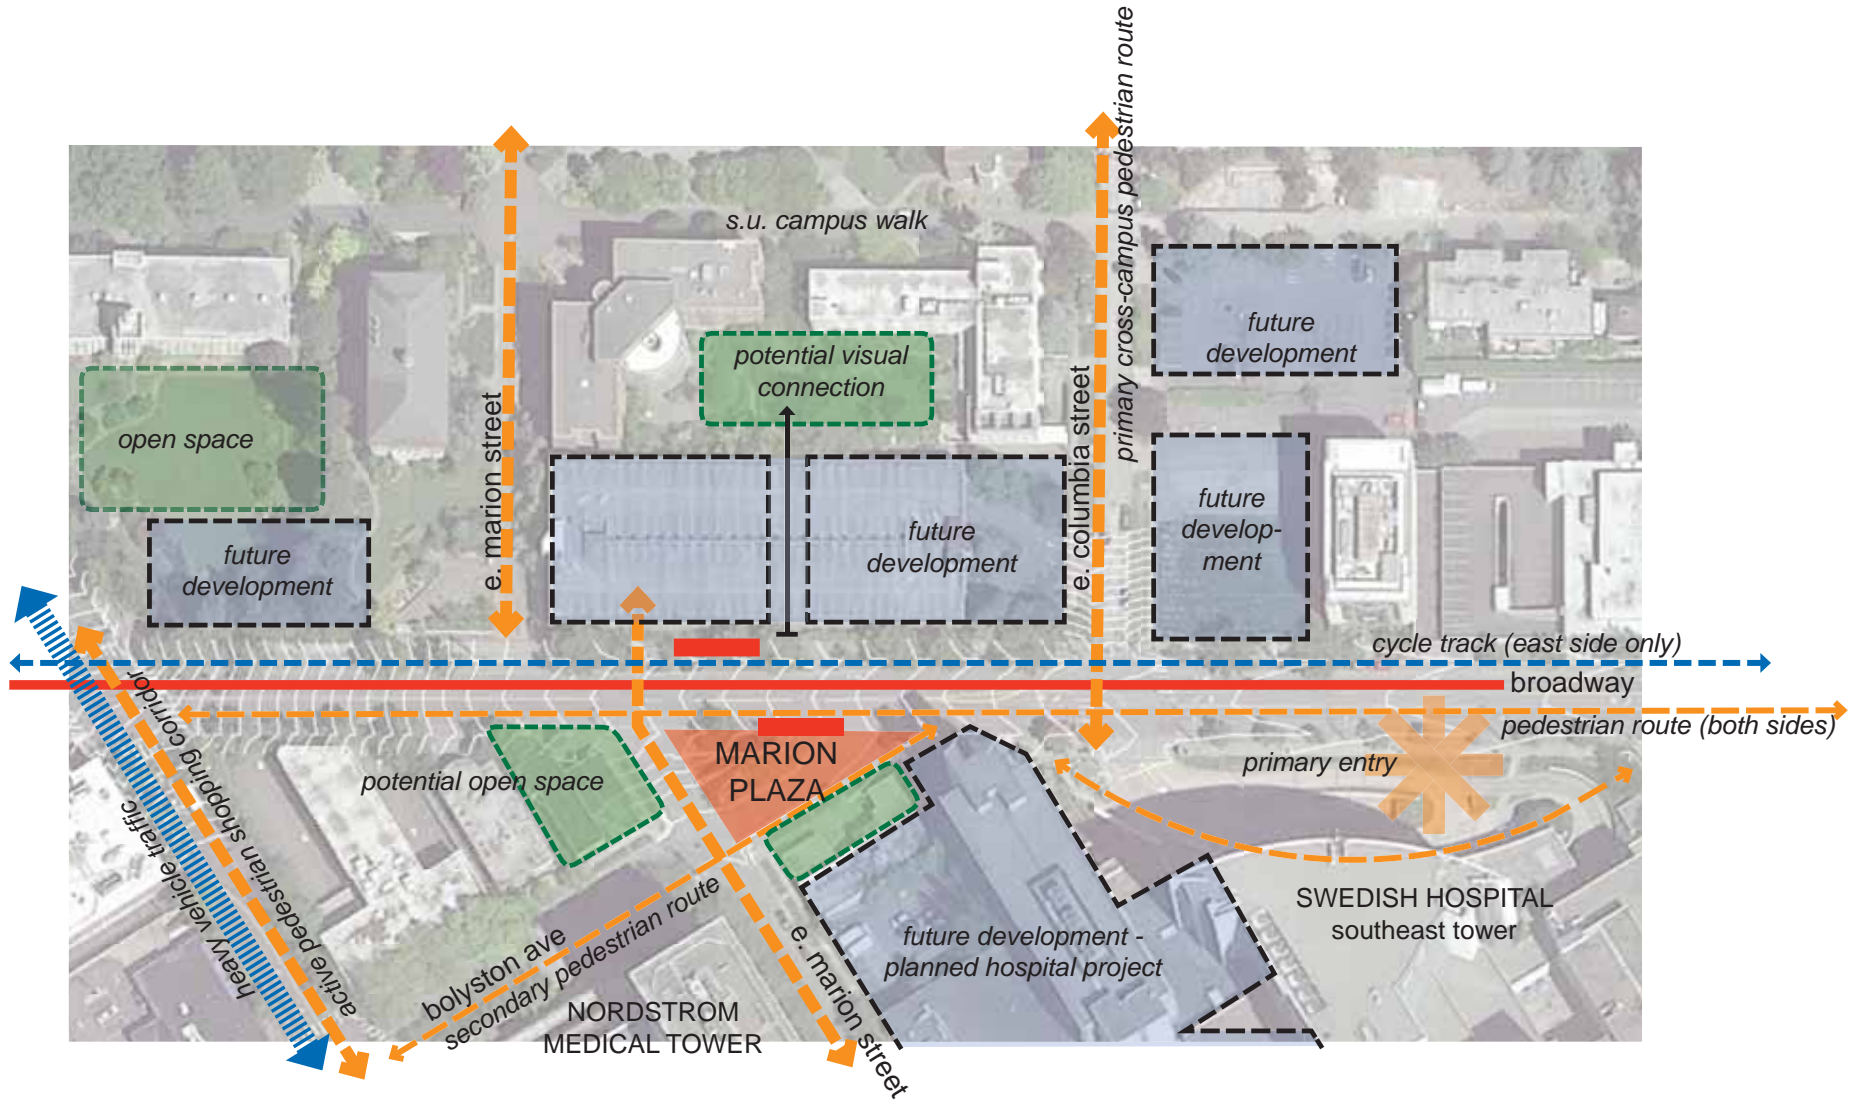 primary cross-campus pedestrian route
s.u. campus walk
future
development
potential visual
connection
open space
e. marion street
e. columbia street
future
development
future
development
future
develop-
ment
cycle track (east side only)
broadway
pedestrian route (both sides)
MARION
PLAZA
potential open space
primary entry
active pedestrian shopping corridor
heavy vehicle traffic
bolyston ave
secondary pedestrian route
e. marion street
SWEDISH HOSPITAL
southeast tower
future development -
planned hospital project
NORDSTROM
MEDICAL TOWER